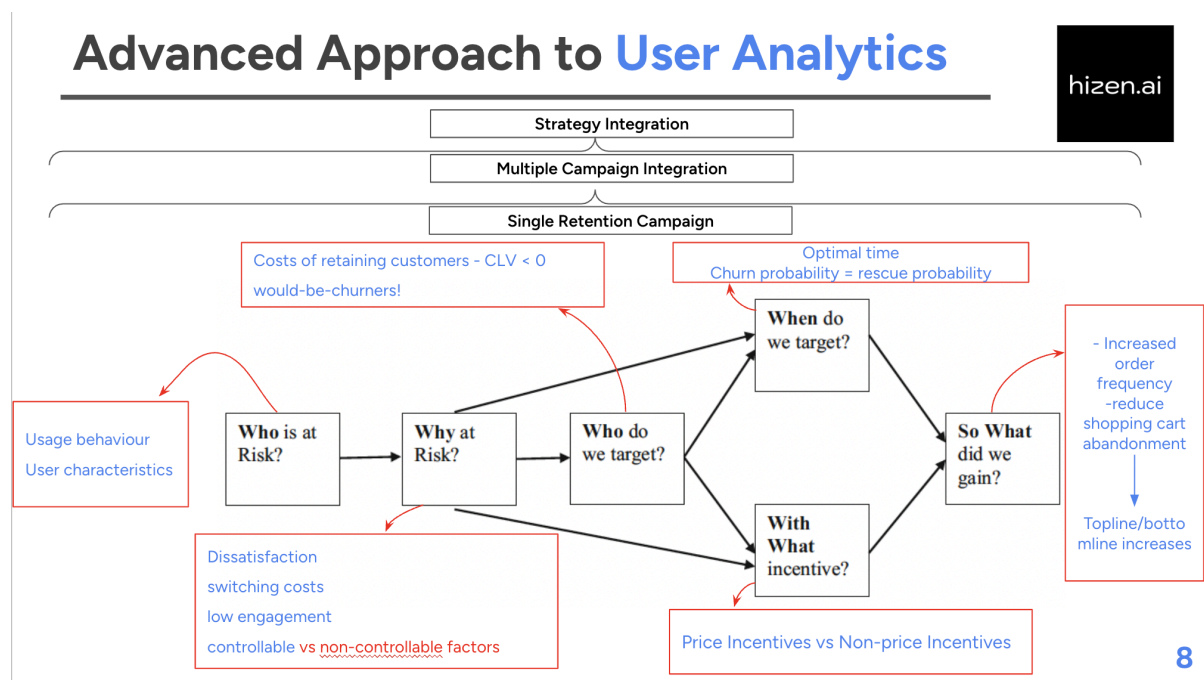 Advanced Approach to User Analytics
hizen.ai
Strategy Integration
Multiple Campaign Integration
Single Retention Campaign
Costs of retaining customers - CLV < 0
would-be-churners!
Optimal time
Churn probability = rescue probability
When do
we target?
- Increased
order
frequency
-reduce
shopping cart
abandonment
Topline/botto
mline increases
Usage behaviour
User characteristics
Who is at
Risk?
Why at
Risk?
Who do
we target?
So What
did we
gain?
With
What
incentive?
Dissatisfaction
switching costs
low engagement
controllable vs non-controllable factors
Price Incentives vs Non-price Incentives
8